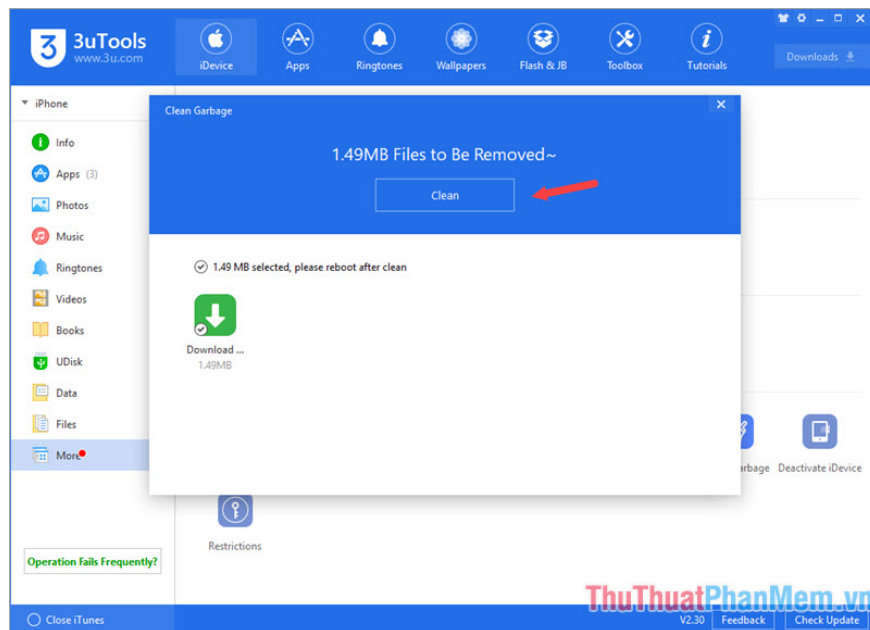 3uTools
www.3u.com
iDevice
Apps
Ringtones
Wallpapers
Flash & JB
Toolbox
Tutorials
Downloads
iPhone
Info
Apps (3)
Photos
Music
Ringtones
Videos
Books
UDisk
Data
Files
More
Operation Fails Frequently?
Clean Garbage
1.49MB Files to Be Removed~
Clean
1.49 MB selected, please reboot after clean
Download ...
1.49MB
Deactivate iDevice
Restrictions
ThuThuatPhanMem.vn
Close iTunes
V2.30
Feedback
Check Update